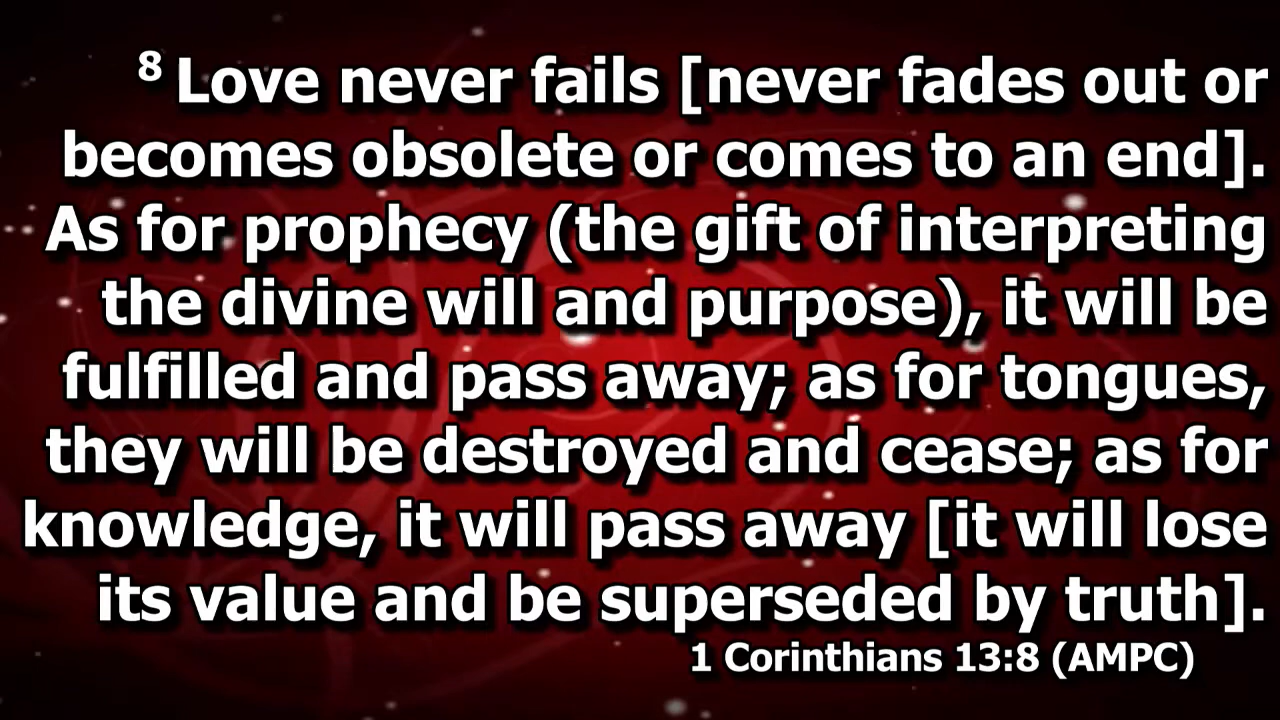 8 Love never fails [never fades out or
becomes obsolete or comes to an end].
As for prophecy (the gift of interpreting
the divine will and purpose), it will be
fulfilled and pass away; as for tongues,
they will be destroyed and cease; as for
knowledge, it will pass away [it will lose
its value and be superseded by truth].
1 Corinthians 13:8 (AMPC)